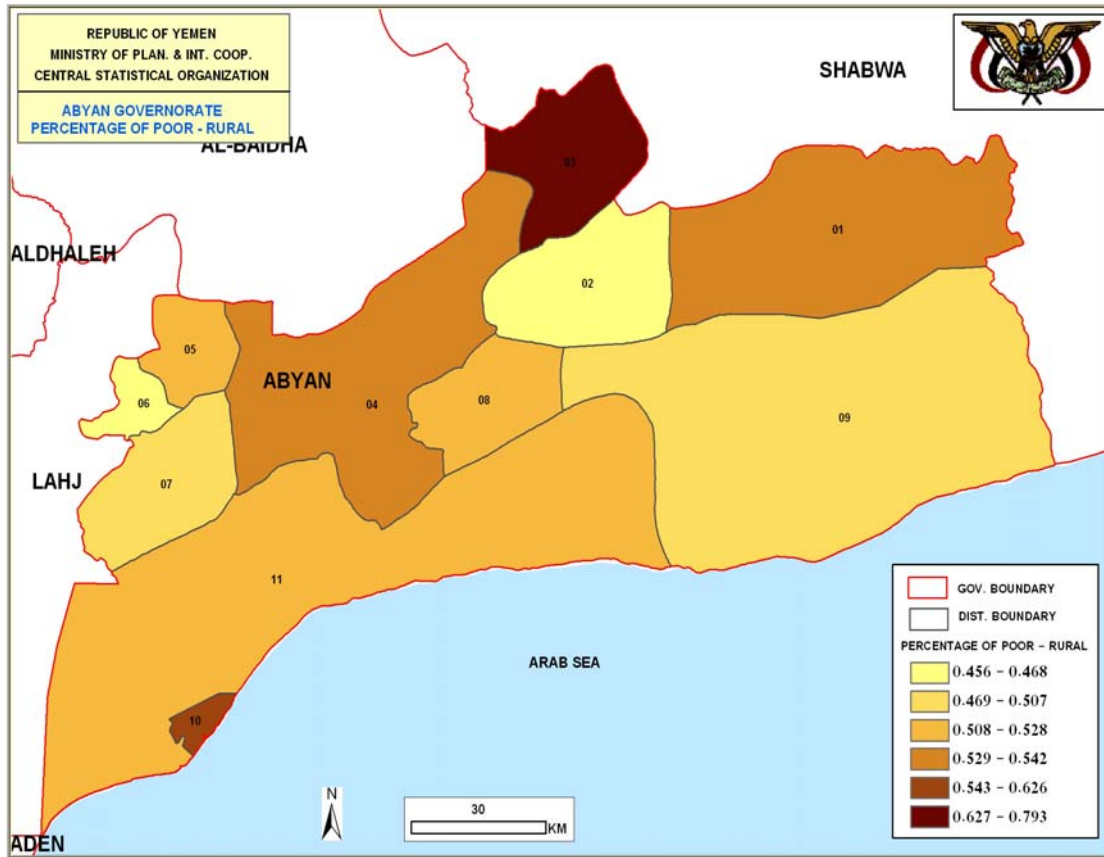 REPUBLIC OF YEMEN
MINISTRY OF PLAN. & INT. COOP.
CENTRAL STATISTICAL ORGANIZATION
ABYAN GOVERNORATE
PERCENTAGE OF POOR - RURAL
AL-BAIDHA
SHABWA
03
01
ALDHALEH
02
05
ABYAN
04
08
06
09
LAHJ
07
11
GOV. BOUNDARY
DIST. BOUNDARY
PERCENTAGE OF POOR – RURAL
0.456 – 0.468
0.469 – 0.507
0.508 – 0.528
0.529 – 0.542
0.543 – 0.626
0.627 – 0.793
ARAB SEA
10
N
30
KM
ADEN